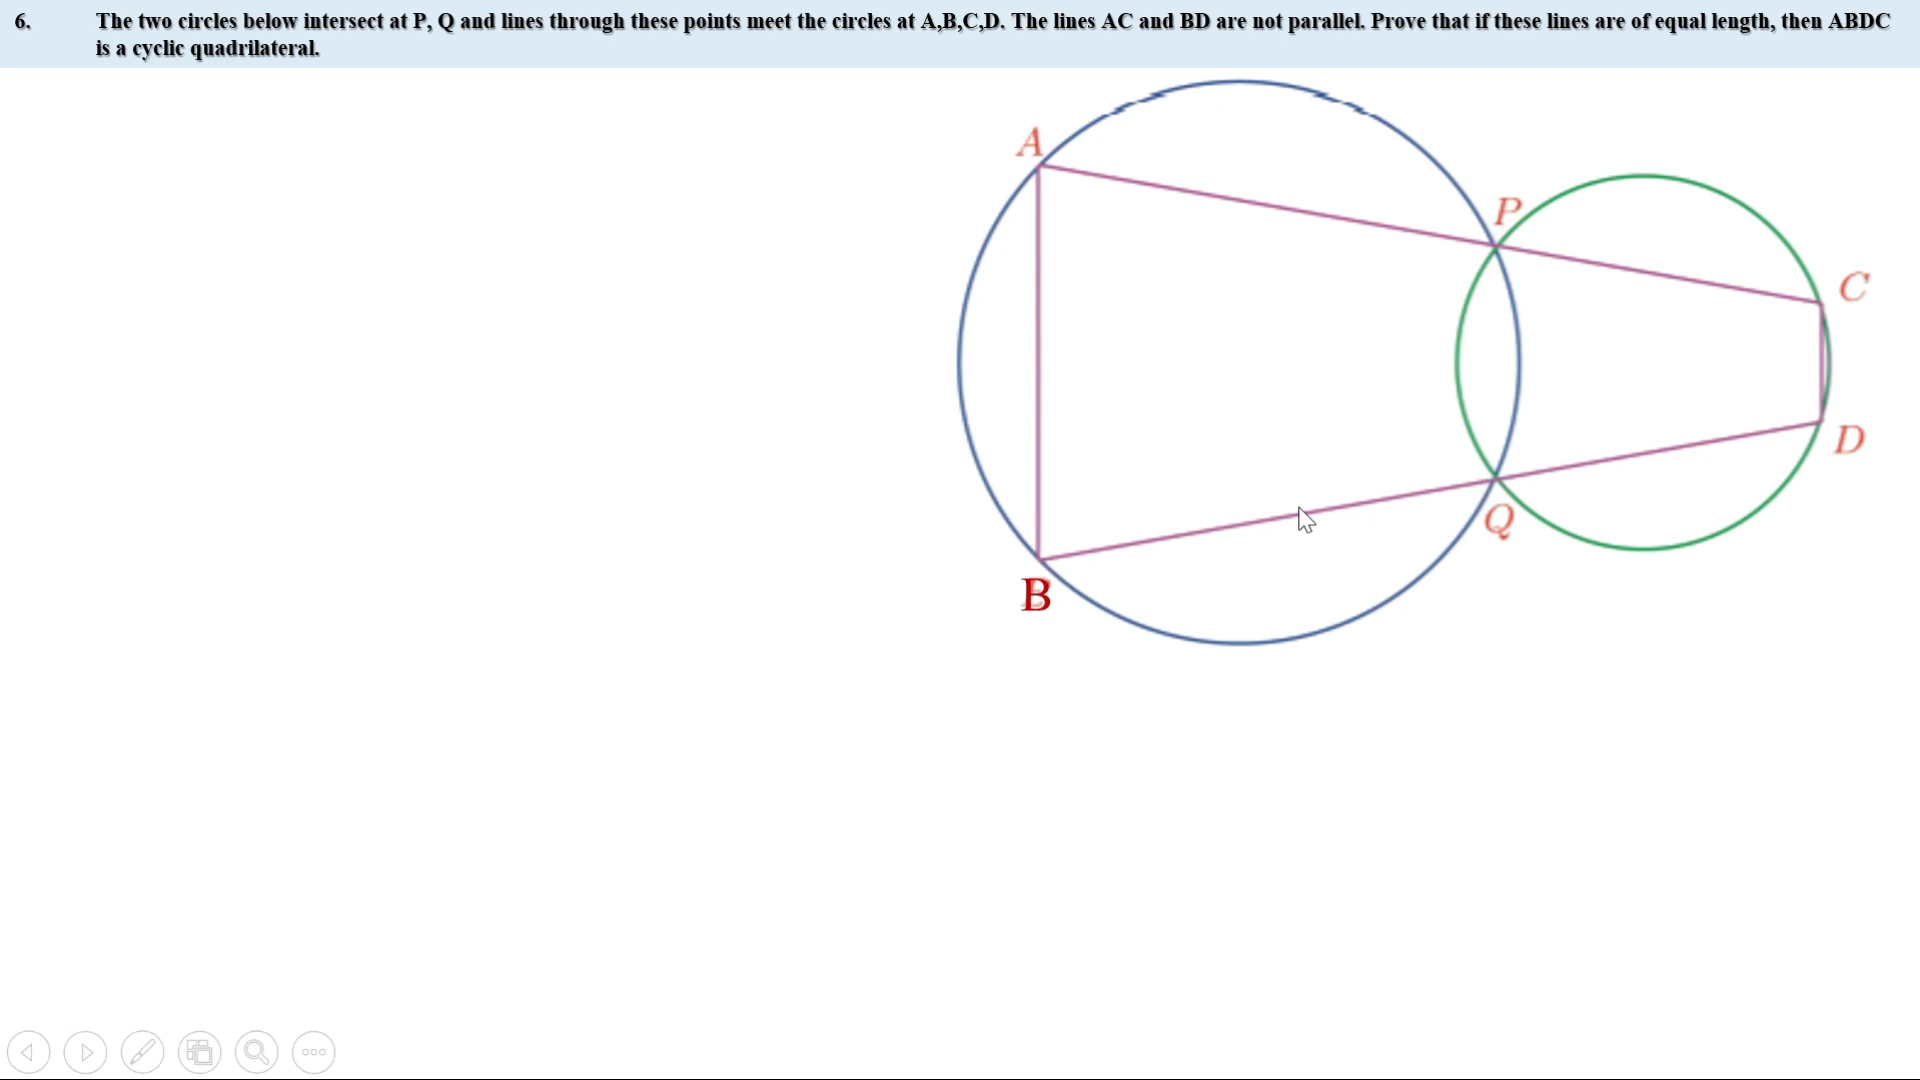 6. The two circles below intersect at P, Q and lines through these points meet the circles at A,B,C,D. The lines AC and BD are not parallel. Prove that if these lines are of equal length, then ABDC
is a cyclic quadrilateral.
A
P
C
D
Q
B